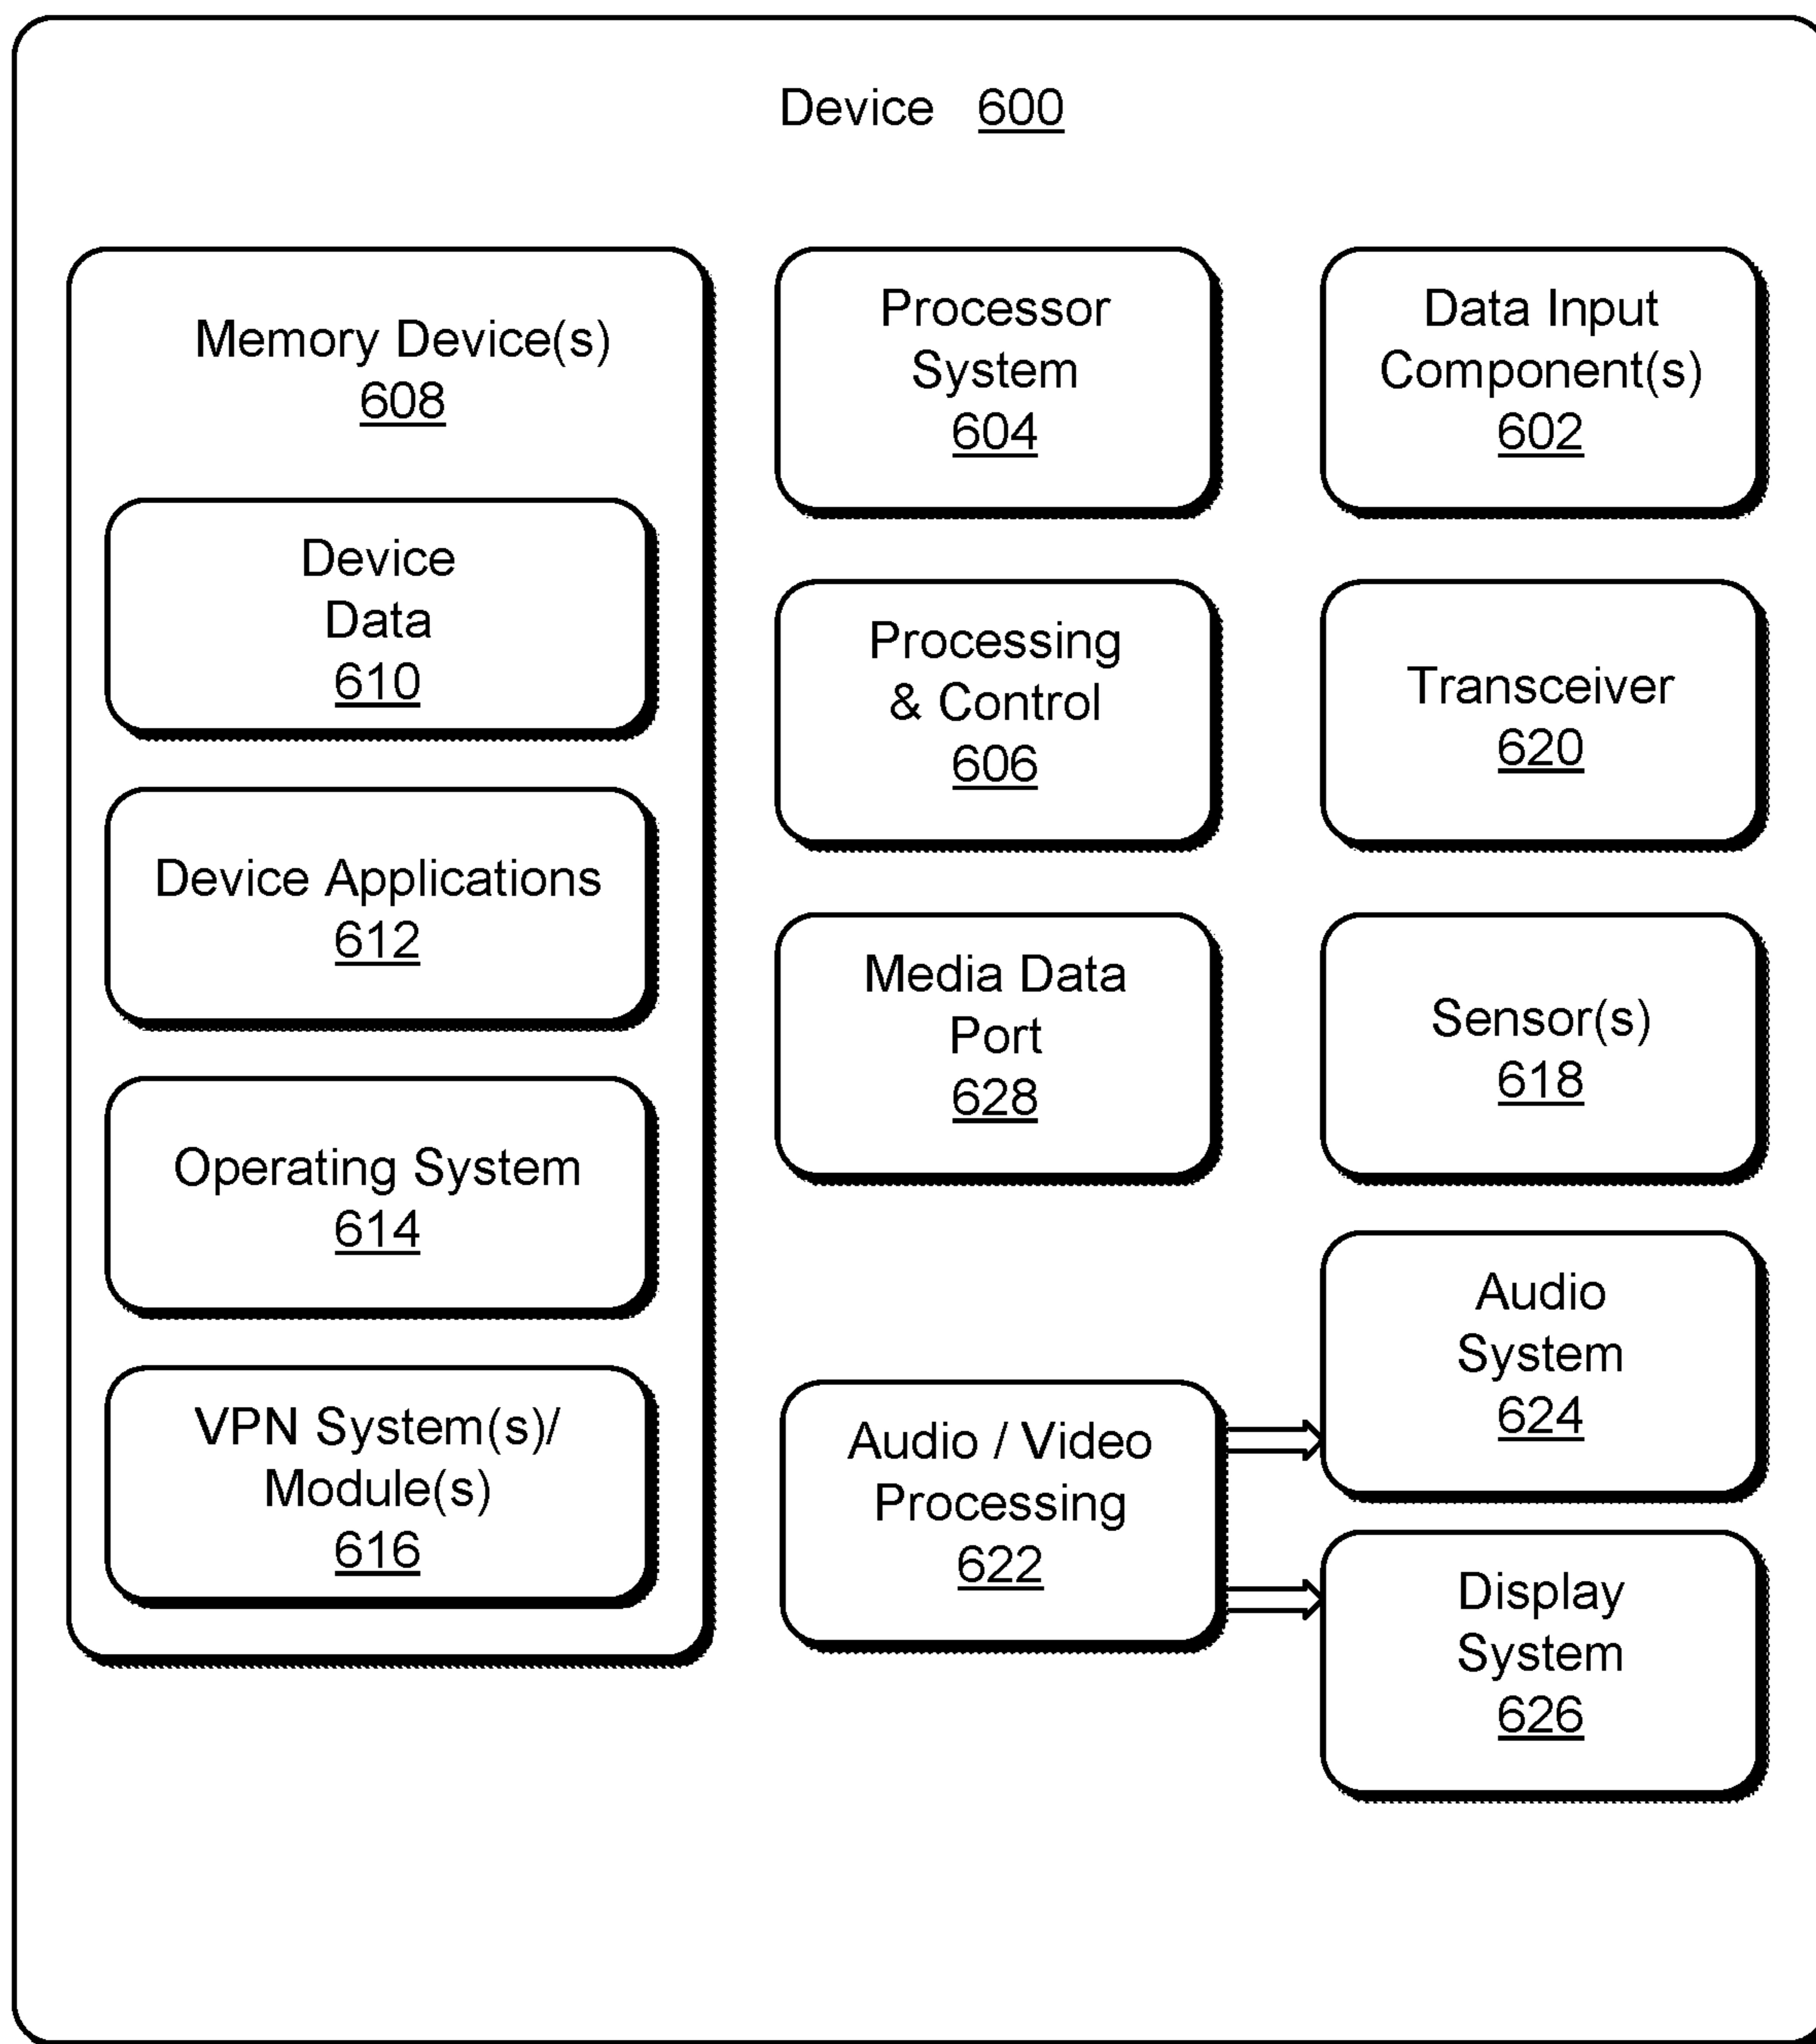 Device 600
Memory Device(s)
608
Device
Data
610
Device Applications
612
Operating System
614
VPN System(s)/
Module(s)
616
Processor
System
604
Processing
& Control
606
Media Data
Port
628
Audio / Video
Processing
622
Data Input
Component(s)
602
Transceiver
620
Sensor(s)
618
Audio
System
624
Display
System
626